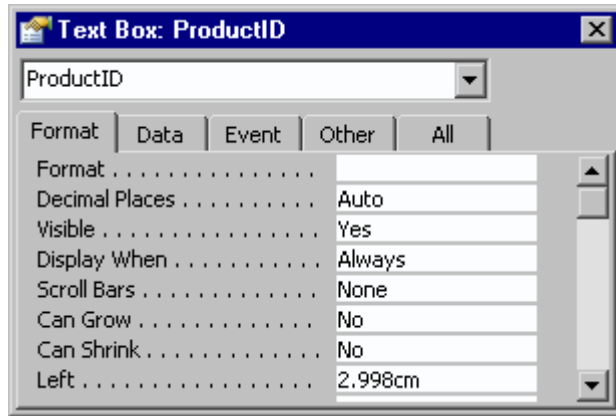 Text Box: ProductID
ProductID
Format Data Event Other All
Format . . . . . . . . . . . . . . . .
Decimal Places . . . . . . . . . . Auto
Visible . . . . . . . . . . . . . . . . . Yes
Display When . . . . . . . . . . . Always
Scroll Bars . . . . . . . . . . . . . None
Can Grow . . . . . . . . . . . . . . No
Can Shrink . . . . . . . . . . . . . No
Left . . . . . . . . . . . . . . . . . . 2.998cm